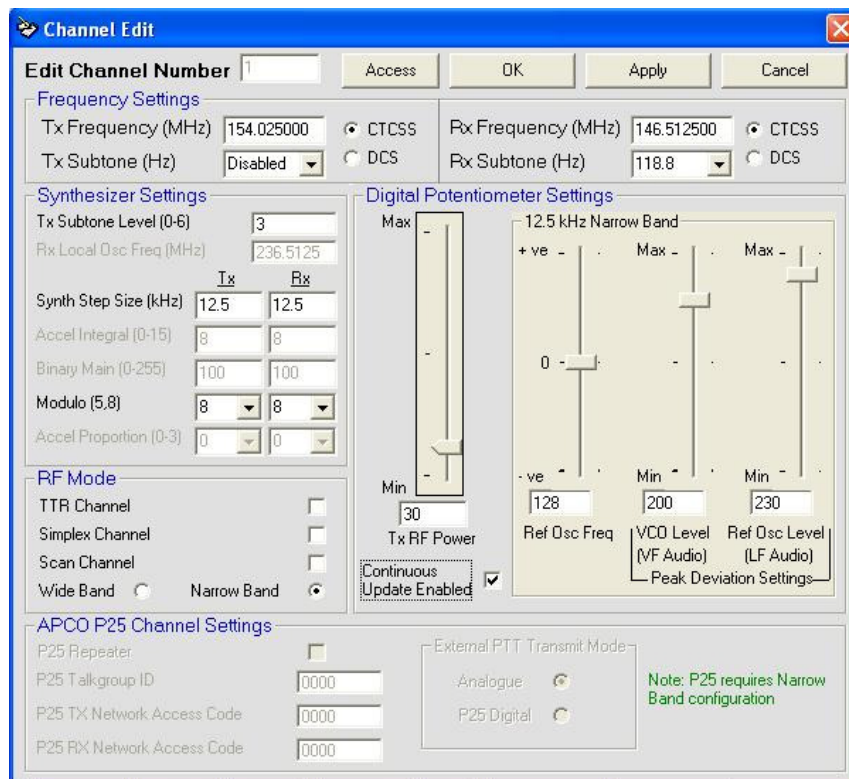 Channel Edit
Edit Channel Number 1 Access OK Apply Cancel
Frequency Settings
Tx Frequency (MHz) 154.025000 CTCSS Rx Frequency (MHz) 146.512500 CTCSS
Tx Subtone (Hz) Disabled DCS Rx Subtone (Hz) 118.8 DCS
Synthesizer Settings
Tx Subtone Level (0-6) 3
Rx Local Osc Freq (MHz) 236.5125
Tx Rx
Synth Step Size (kHz) 12.5 12.5
Accel Integral (0-15) 8 8
Binary Main (0-255) 100 100
Modulo (5,8) 8 8
Accel Proportion (0-3) 0 0
RF Mode
TTR Channel
Simplex Channel
Scan Channel
Wide Band Narrow Band
Digital Potentiometer Settings
Max
Min
30
Tx RF Power
Continuous
Update Enabled
12.5 kHz Narrow Band
+ ve Max Max
0
- ve Min Min
128 200 230
Ref Osc Freq VCO Level Ref Osc Level
(VF Audio) (LF Audio)
Peak Deviation Settings
APCO P25 Channel Settings
P25 Repeater
P25 Talkgroup ID 0000
P25 TX Network Access Code 0000
P25 RX Network Access Code 0000
External PTT Transmit Mode
Analogue
P25 Digital
Note: P25 requires Narrow
Band configuration